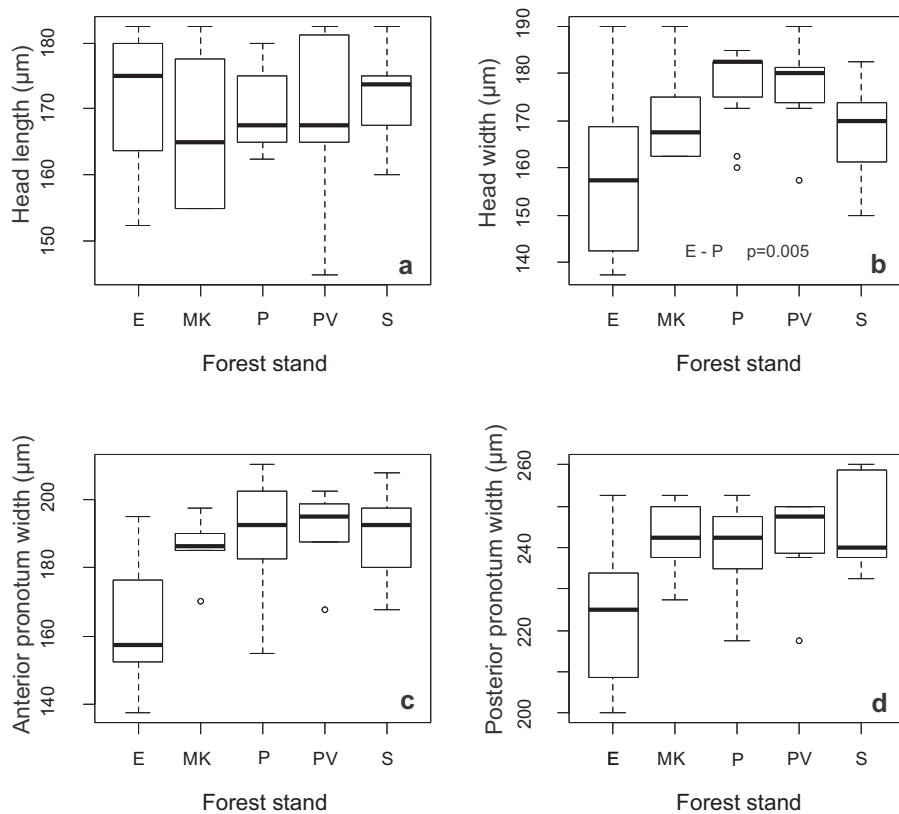 Head length (µm)
180
170
160
150
a
E MK P PV S
Forest stand
Head width (µm)
190
180
170
160
150
140
E - P p=0.005
b
E MK P PV S
Forest stand
Anterior pronotum width (µm)
200
180
160
140
c
E MK P PV S
Forest stand
Posterior pronotum width (µm)
260
240
220
200
d
E MK P PV S
Forest stand